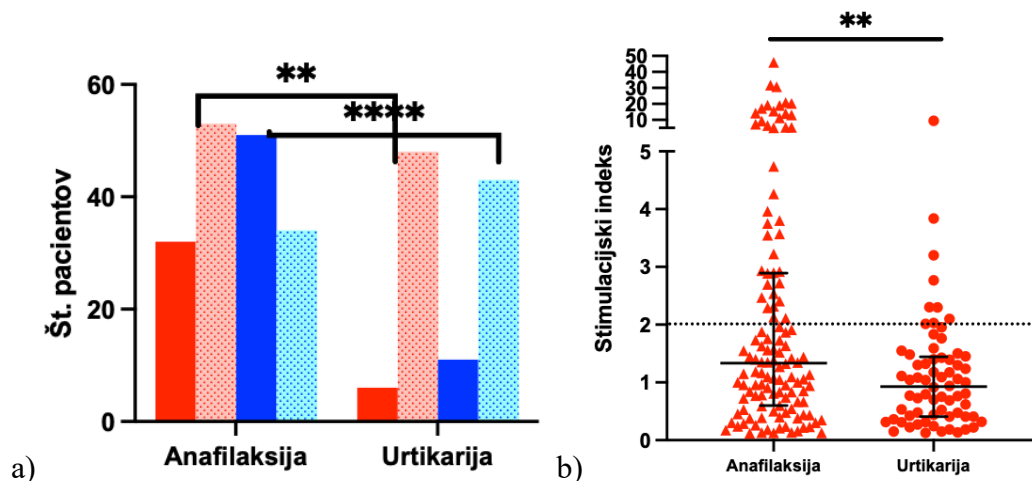 **
****
Št. pacientov
60
40
20
0
Anafilaksija
Urtikarija
a)
**
Stimulacijski indeks
50
40
30
20
10
5
4
3
2
1
0
Anafilaksija
Urtikarija
b)